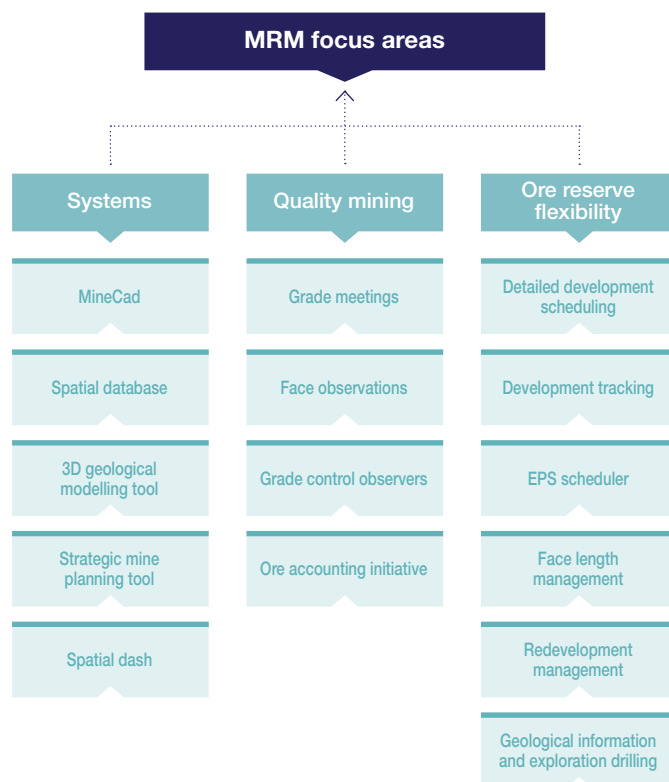 MRM focus areas
Systems
MineCad
Spatial database
3D geological
modelling tool
Strategic mine
planning tool
Spatial dash
Quality mining
Grade meetings
Face observations
Grade control observers
Ore accounting initiative
Ore reserve
flexibility
Detailed development
scheduling
Development tracking
EPS scheduler
Face length
management
Redevelopment
management
Geological information
and exploration drilling